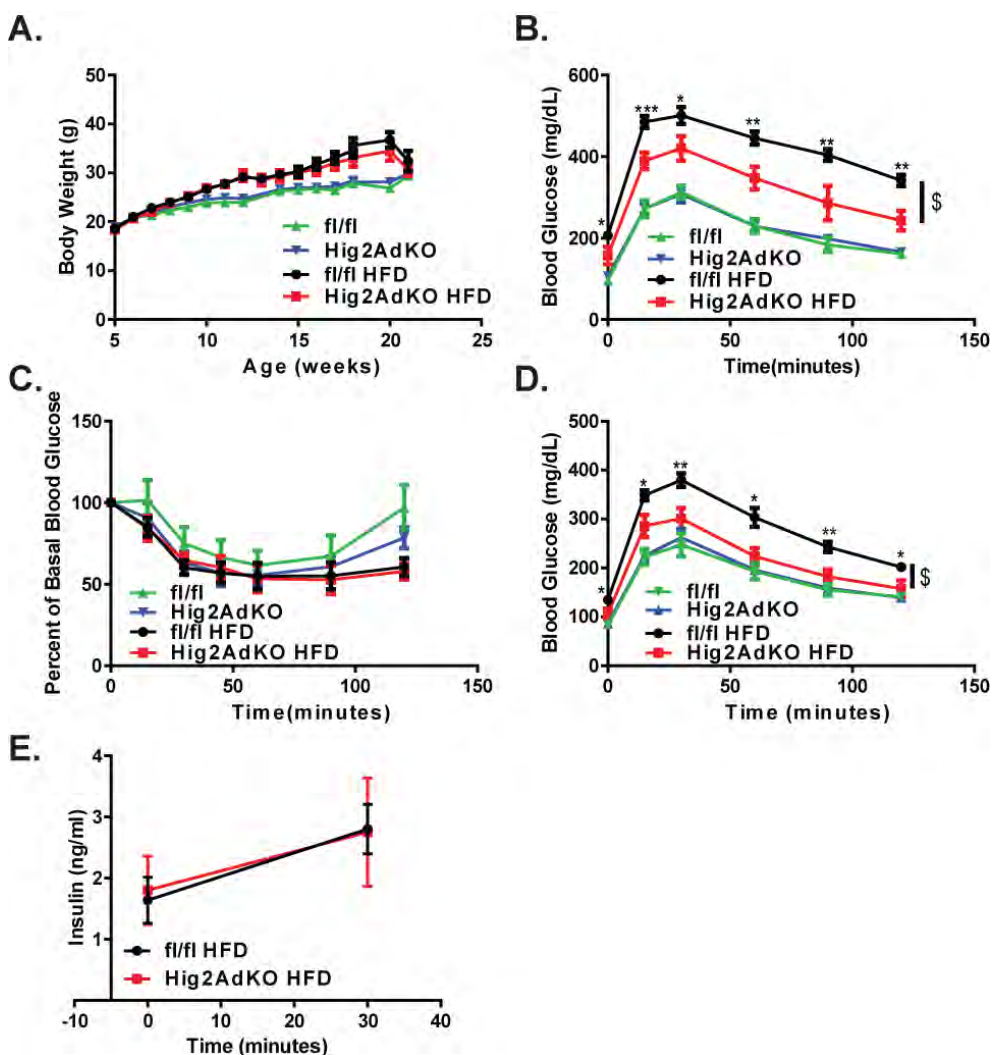 A.
50
40
30
20
10
0
5
10
15
20
25
Body Weight (g)
Age (weeks)
fl/fl
Hig2AdKO
fl/fl HFD
Hig2AdKO HFD
B.
600
400
200
0
0
50
100
150
Blood Glucose (mg/dL)
Time(minutes)
*
***
*
**
**
**
$
fl/fl
Hig2AdKO
fl/fl HFD
Hig2AdKO HFD
C.
150
100
50
0
0
50
100
150
Percent of Basal Blood Glucose
Time(minutes)
fl/fl
Hig2AdKO
fl/fl HFD
Hig2AdKO HFD
D.
500
400
300
200
100
0
0
50
100
150
Blood Glucose (mg/dL)
Time (minutes)
*
*
**
*
**
*
$
fl/fl
Hig2AdKO
fl/fl HFD
Hig2AdKO HFD
E.
4
3
2
1
-10
0
10
20
30
40
Insulin (ng/ml)
Time (minutes)
fl/fl HFD
Hig2AdKO HFD